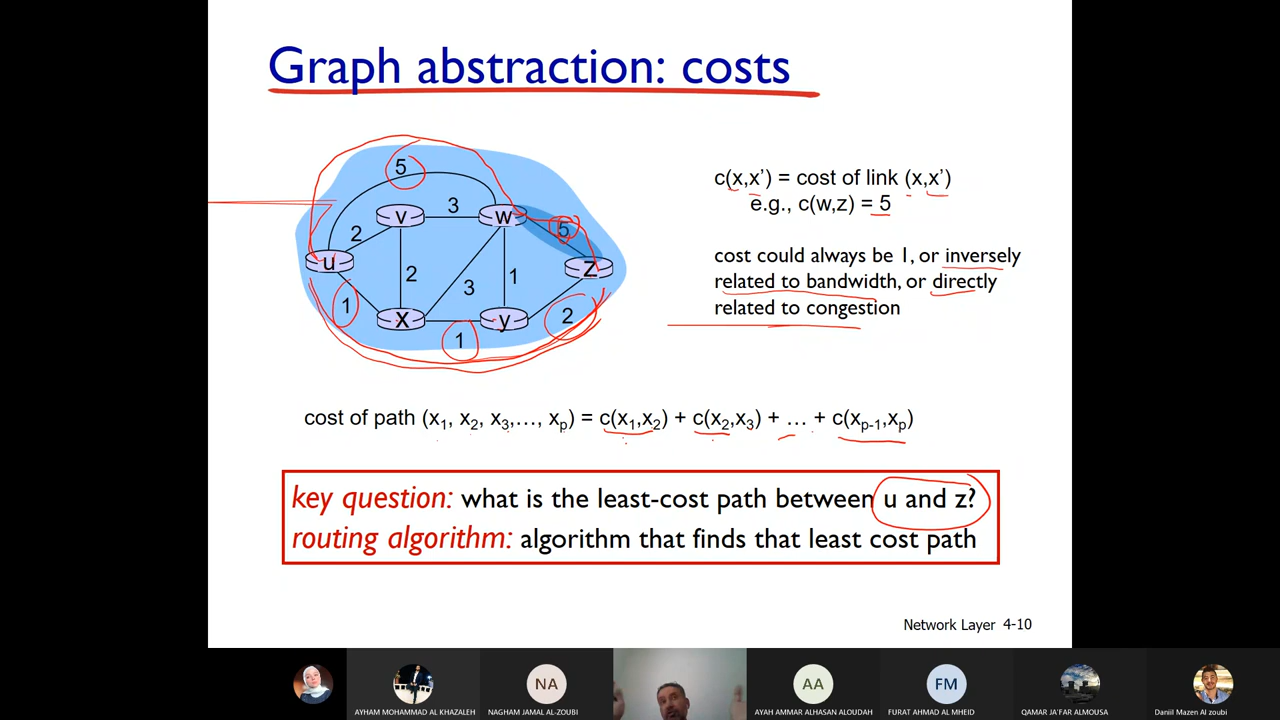 Graph abstraction: costs
5
3
v
w
2
5
u
z
2
3
1
1
x
y
2
1
c(x,x’) = cost of link (x,x’)
e.g., c(w,z) = 5
cost could always be 1, or inversely
related to bandwidth, or directly
related to congestion
cost of path (x1, x2, x3,…, xp) = c(x1,x2) + c(x2,x3) + … + c(xp-1,xp)
key question: what is the least-cost path between u and z?
routing algorithm: algorithm that finds that least cost path
Network Layer 4-10
NA
AA
FM
AYHAM MOHAMMAD AL KHAZALEH
NAGHAM JAMAL AL-ZOUBI
AYAH AMMAR ALHASAN ALOUDAH
FURAT AHMAD AL MHEID
QAMAR JA'FAR ALMOUSA
Daniil Mazen Al zoubi